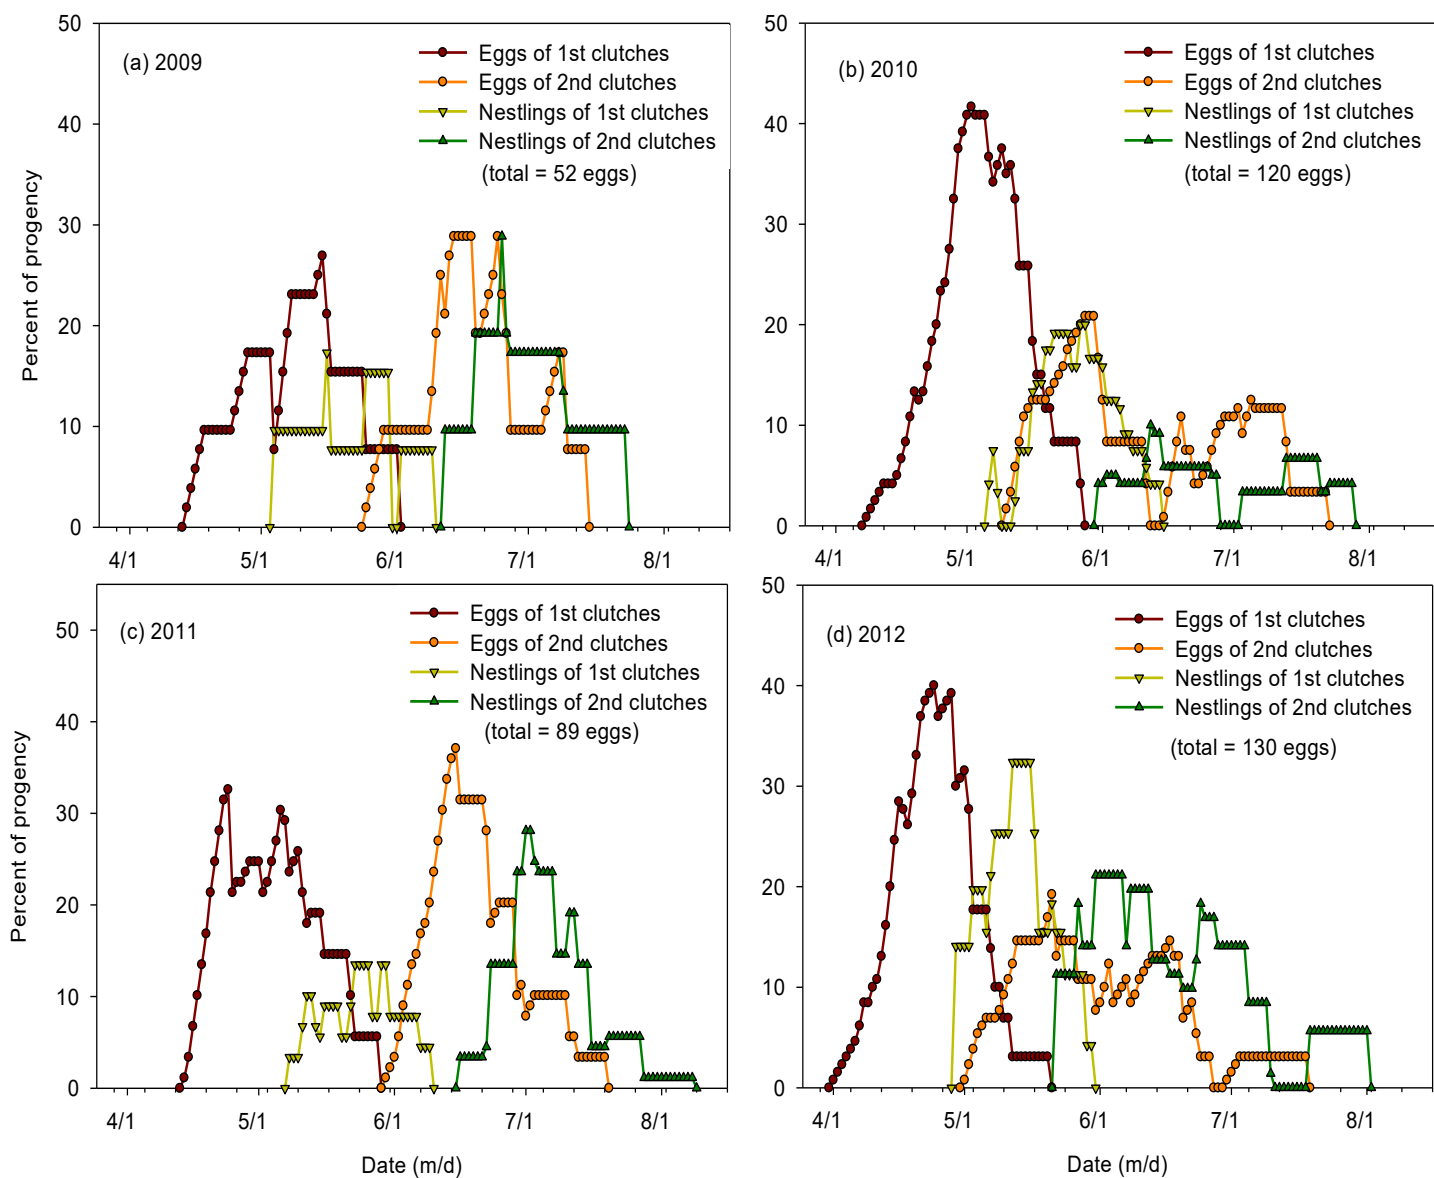 (a) 2009
Eggs of 1st clutches
Eggs of 2nd clutches
Nestlings of 1st clutches
Nestlings of 2nd clutches
(total = 52 eggs)
50
40
30
20
10
0
Percent of progency
4/1
5/1
6/1
7/1
8/1
(b) 2010
Eggs of 1st clutches
Eggs of 2nd clutches
Nestlings of 1st clutches
Nestlings of 2nd clutches
(total = 120 eggs)
50
40
30
20
10
0
4/1
5/1
6/1
7/1
8/1
(c) 2011
Eggs of 1st clutches
Eggs of 2nd clutches
Nestlings of 1st clutches
Nestlings of 2nd clutches
(total = 89 eggs)
50
40
30
20
10
0
Percent of progency
4/1
5/1
6/1
7/1
8/1
Date (m/d)
(d) 2012
Eggs of 1st clutches
Eggs of 2nd clutches
Nestlings of 1st clutches
Nestlings of 2nd clutches
(total = 130 eggs)
50
40
30
20
10
0
4/1
5/1
6/1
7/1
8/1
Date (m/d)